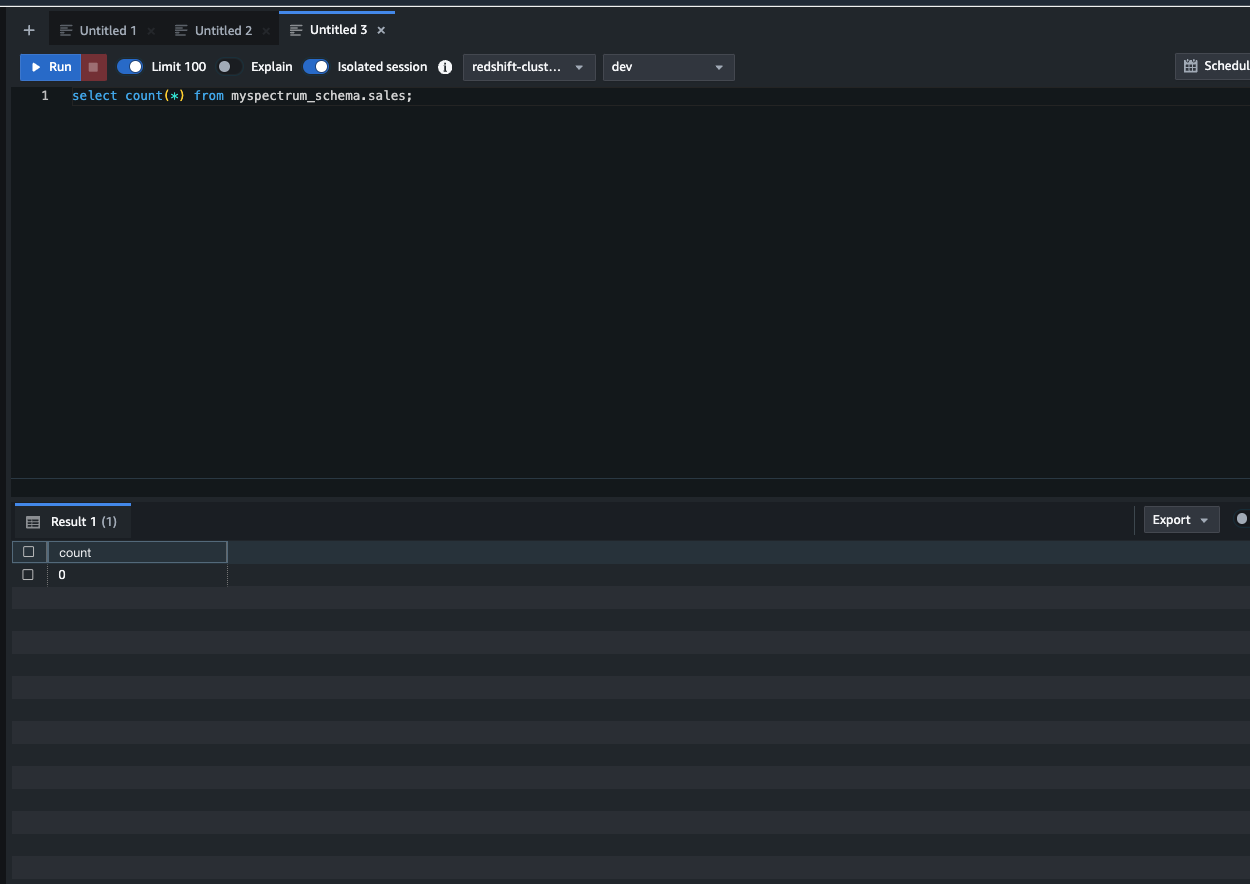 + Untitled 1 × Untitled 2 × Untitled 3 ×
Run Limit 100 Explain Isolated session i redshift-clust... dev Schedul
1 select count(*) from myspectrum_schema.sales;
Result 1 (1) Export
count
0